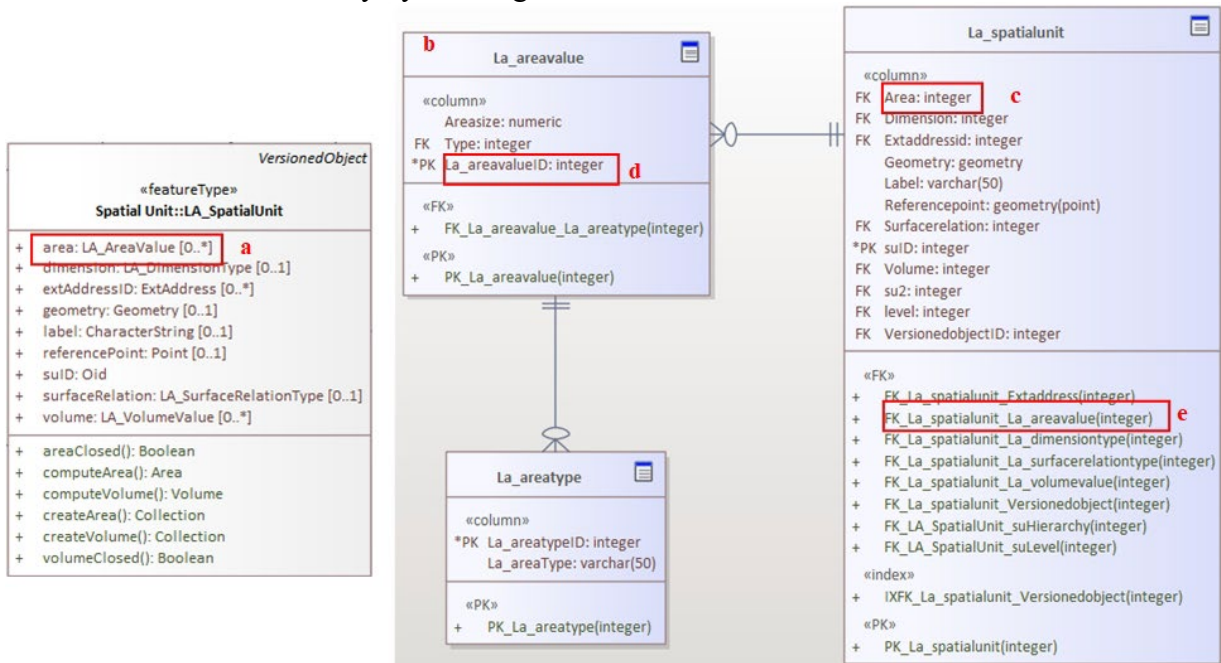 VersionedObject
«featureType»
Spatial Unit::LA_SpatialUnit
+ area: LA_AreaValue [0..*] a
+ dimension: LA_DimensionType [0..1]
+ extAddressID: ExtAddress [0..*]
+ geometry: Geometry [0..1]
+ label: CharacterString [0..1]
+ referencePoint: Point [0..1]
+ suID: Oid
+ surfaceRelation: LA_SurfaceRelationType [0..1]
+ volume: LA_VolumeValue [0..*]
+ areaClosed(): Boolean
+ computeArea(): Area
+ computeVolume(): Volume
+ createArea(): Collection
+ createVolume(): Collection
+ volumeClosed(): Boolean
b
La_areavalue
«column»
Areasize: numeric
FK Type: integer
*PK La_areavalueID: integer d
«FK»
+ FK_La_areavalue_La_areatype(integer)
«PK»
+ PK_La_areavalue(integer)
La_areatype
«column»
*PK La_areatypeID: integer
La_areaType: varchar(50)
«PK»
+ PK_La_areatype(integer)
La_spatialunit
«column»
FK Area: integer c
FK Dimension: integer
FK Extaddressid: integer
Geometry: geometry
Label: varchar(50)
Referencepoint: geometry(point)
FK Surfacerelation: integer
*PK suID: integer
FK Volume: integer
FK su2: integer
FK level: integer
FK VersionedobjectID: integer
«FK»
+ FK_La_spatialunit_Extaddress(integer)
+ FK_La_spatialunit_La_areavalue(integer) e
+ FK_La_spatialunit_La_dimensiontype(integer)
+ FK_La_spatialunit_La_surfacerelationtype(integer)
+ FK_La_spatialunit_La_volumevalue(integer)
+ FK_La_spatialunit_Versionedobject(integer)
+ FK_LA_SpatialUnit_suHierarchy(integer)
+ FK_LA_SpatialUnit_suLevel(integer)
«index»
+ IXFK_La_spatialunit_Versionedobject(integer)
«PK»
+ PK_La_spatialunit(integer)